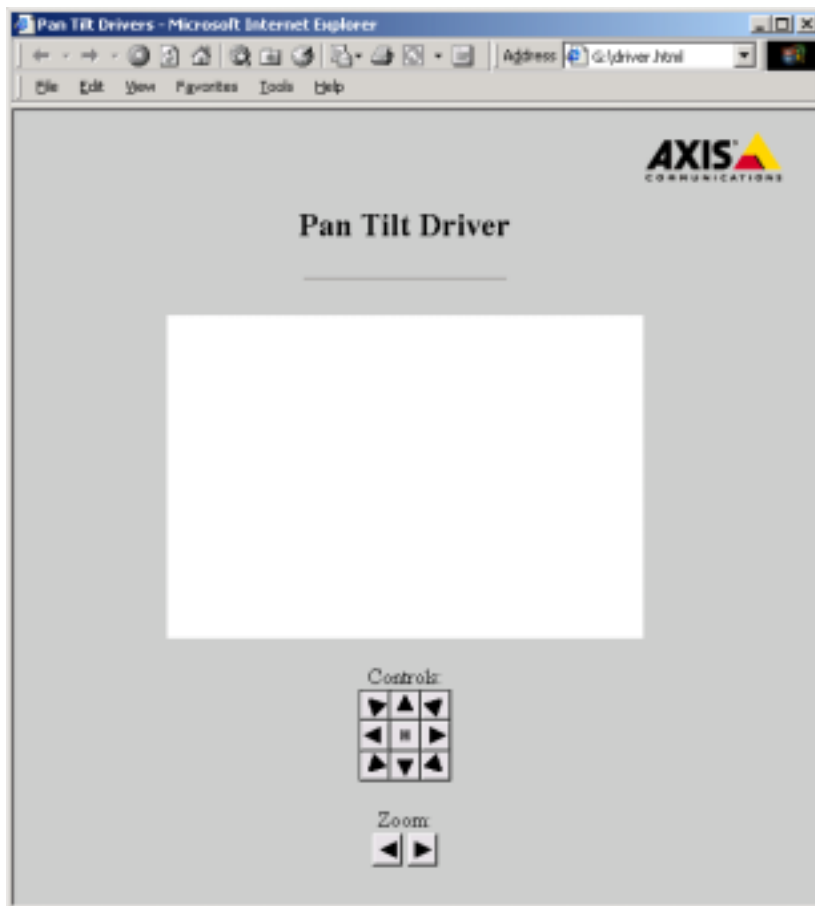 Pan Tilt Drivers - Microsoft Internet Explorer
Address G:\driver.html
File Edit View Favorites Tools Help
AXIS
COMMUNICATIONS
Pan Tilt Driver
Controls:
Zoom: